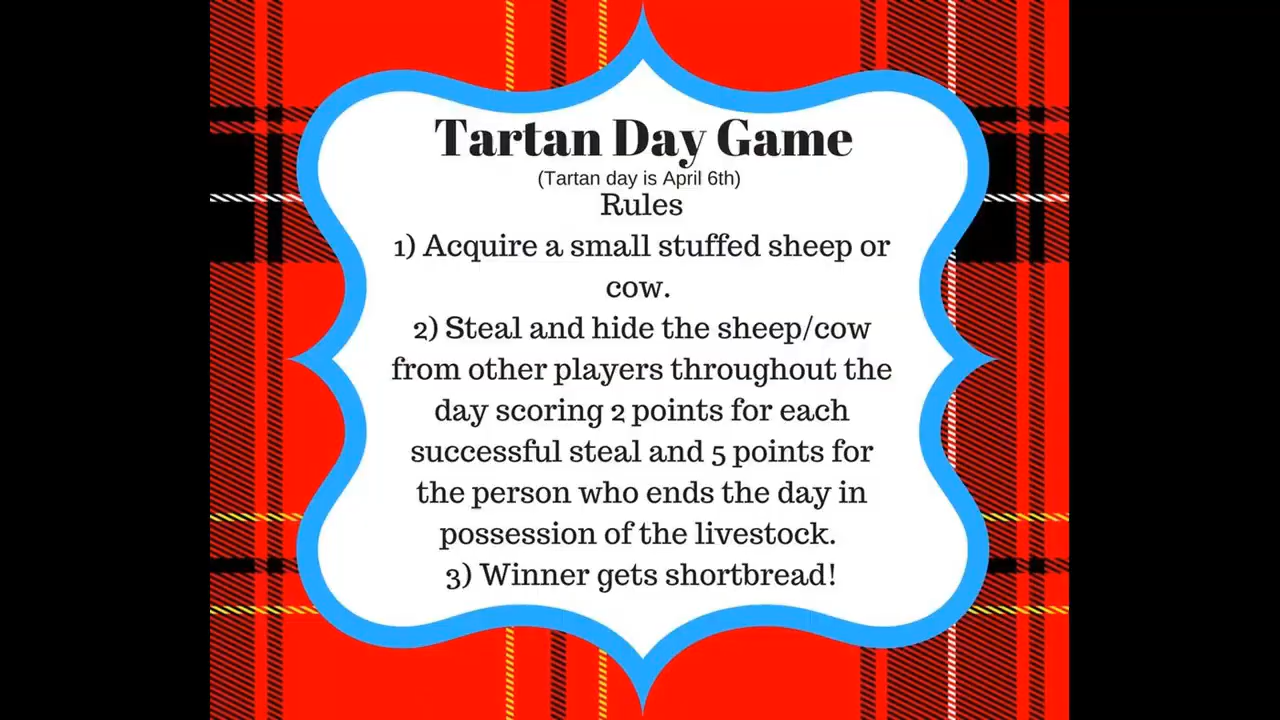 Tartan Day Game
(Tartan day is April 6th)
Rules
1) Acquire a small stuffed sheep or
cow.
2) Steal and hide the sheep/cow
from other players throughout the
day scoring 2 points for each
successful steal and 5 points for
the person who ends the day in
possession of the livestock.
3) Winner gets shortbread!